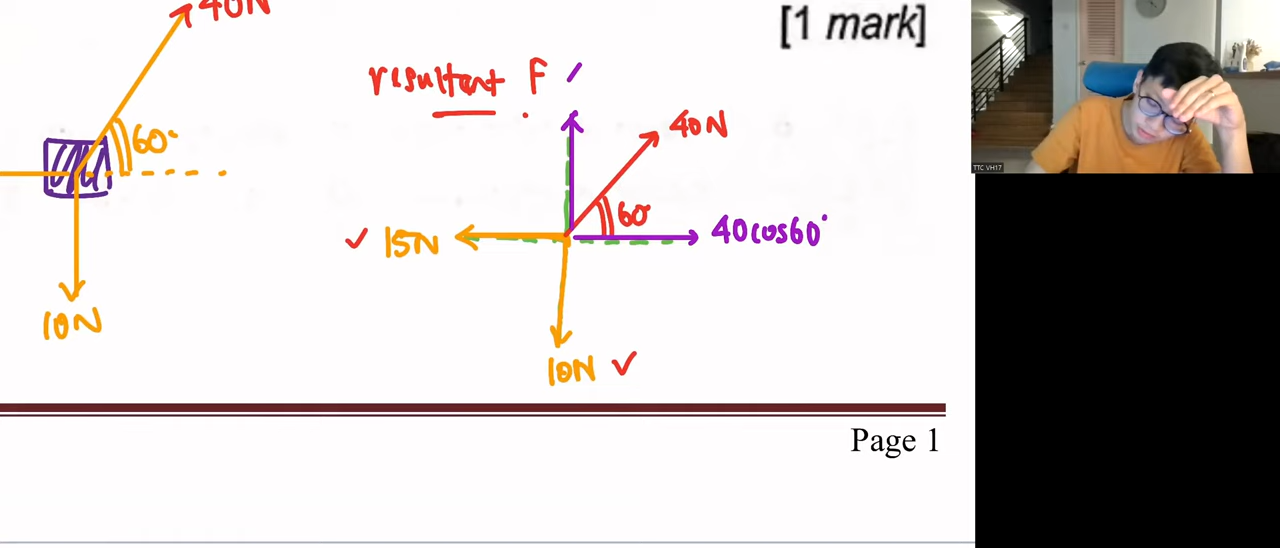 40N
[1 mark]
resultant F
40N
60°
60°
15N
40cos60°
10N
10N
Page 1
TTC VH17